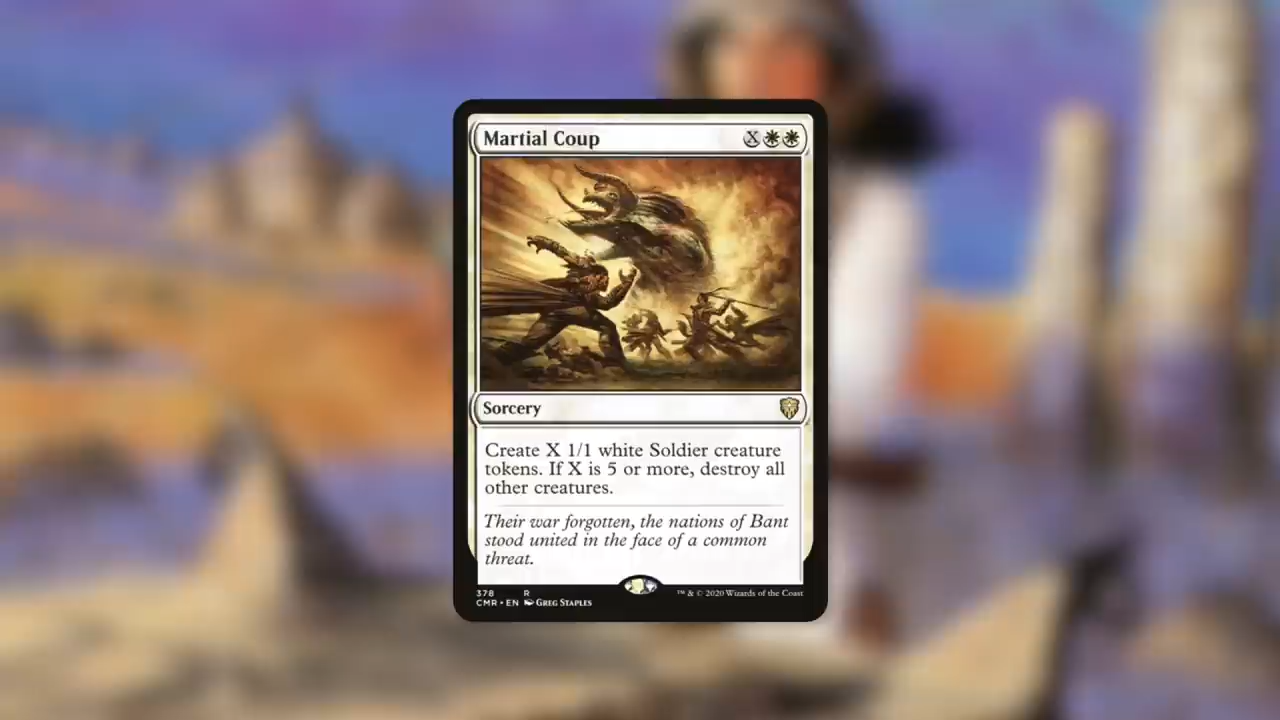 Martial Coup X
Sorcery
Create X 1/1 white Soldier creature
tokens. If X is 5 or more, destroy all
other creatures.
Their war forgotten, the nations of Bant
stood united in the face of a common
threat.
378 R
CMR • EN Greg Staples ™ & © 2020 Wizards of the Coast